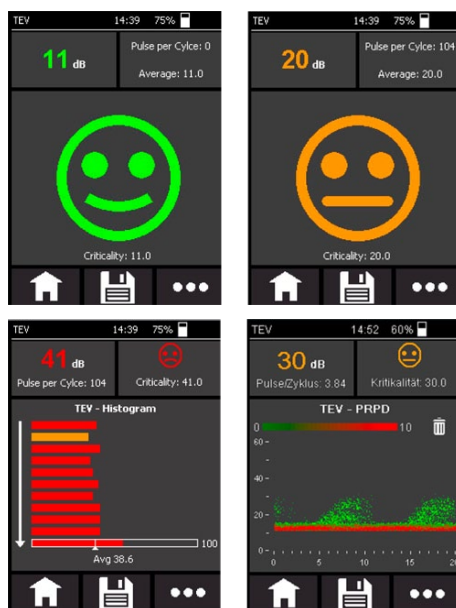 TEV 14:39 75%
11 dB
Pulse per Cylce: 0
Average: 11.0
Criticality: 11.0
TEV 14:39 75%
20 dB
Pulse per Cylce: 104
Average: 20.0
Criticality: 20.0
TEV 14:39 75%
41 dB
Pulse per Cylce: 104
Criticality: 41.0
TEV - Histogram
100
Avg 38.6
TEV 14:52 60%
30 dB
Pulse/Zyklus: 3.84
Kritikalität: 30.0
TEV - PRPD
0 10
60
40
20
0
0 5 10 15 20